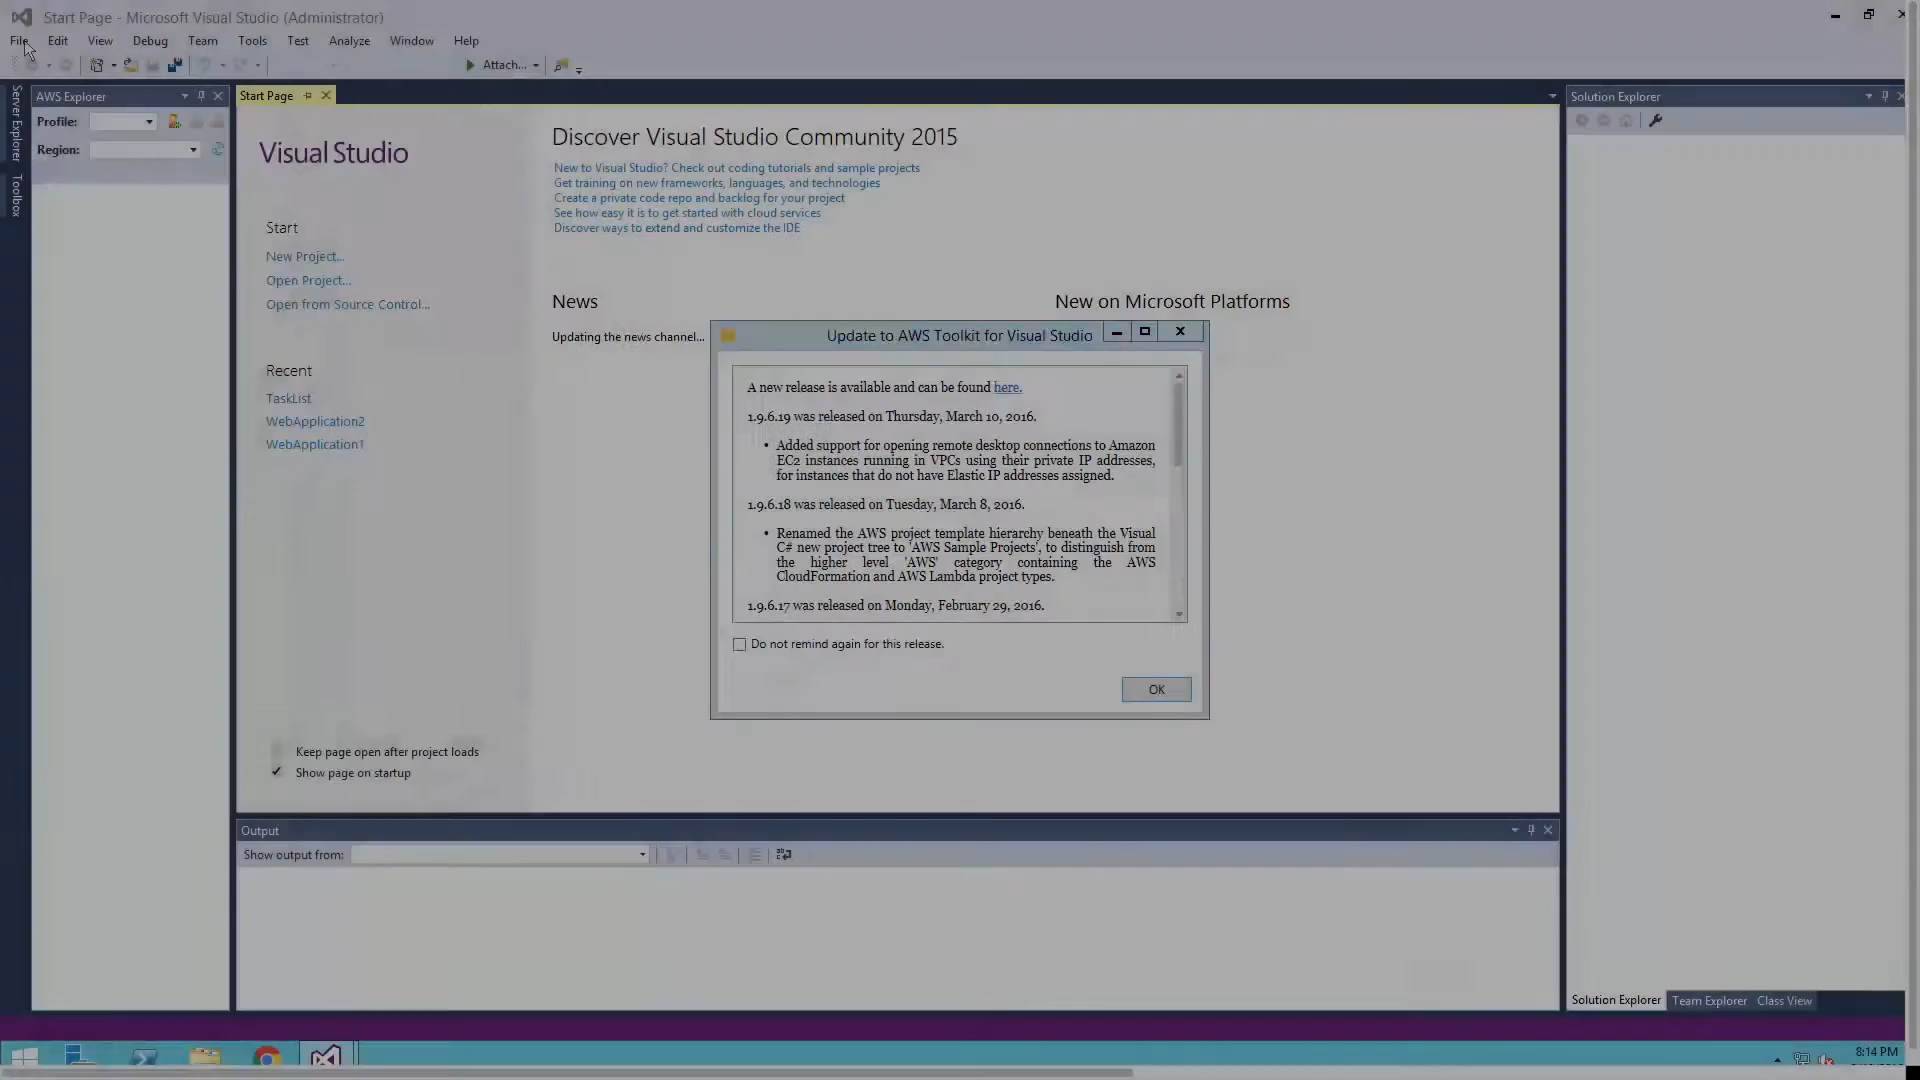 Start Page - Microsoft Visual Studio (Administrator)
File Edit View Debug Team Tools Test Analyze Window Help
Attach...
Server Explorer
Toolbox
AWS Explorer
Profile:
Region:
Start Page
Visual Studio
Start
New Project...
Open Project...
Open from Source Control...
Recent
TaskList
WebApplication2
WebApplication1
Keep page open after project loads
Show page on startup
Discover Visual Studio Community 2015
New to Visual Studio? Check out coding tutorials and sample projects
Get training on new frameworks, languages, and technologies
Create a private code repo and backlog for your project
See how easy it is to get started with cloud services
Discover ways to extend and customize the IDE
News
Updating the news channel...
New on Microsoft Platforms
Update to AWS Toolkit for Visual Studio
A new release is available and can be found here.
1.9.6.19 was released on Thursday, March 10, 2016.
• Added support for opening remote desktop connections to Amazon
EC2 instances running in VPCs using their private IP addresses,
for instances that do not have Elastic IP addresses assigned.
1.9.6.18 was released on Tuesday, March 8, 2016.
• Renamed the AWS project template hierarchy beneath the Visual
C# new project tree to 'AWS Sample Projects', to distinguish from
the higher level 'AWS' category containing the AWS
CloudFormation and AWS Lambda project types.
1.9.6.17 was released on Monday, February 29, 2016.
Do not remind again for this release.
OK
Output
Show output from:
Solution Explorer
Solution Explorer Team Explorer Class View
8:14 PM